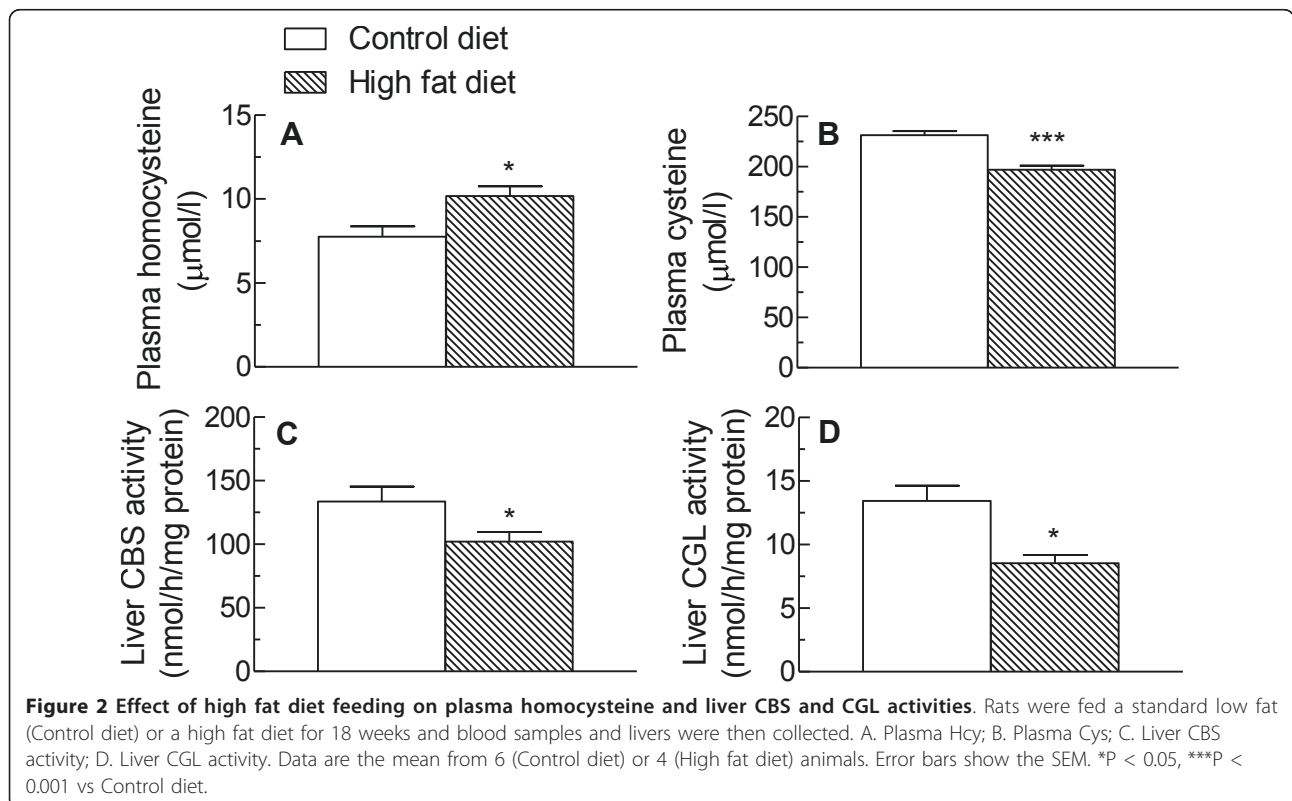 Control diet
High fat diet
A
Plasma homocysteine
(μmol/l)
15
10
5
0
*
B
Plasma cysteine
(μmol/l)
250
200
150
100
50
0
***
C
Liver CBS activity
(nmol/h/mg protein)
200
150
100
50
0
*
D
Liver CGL activity
(nmol/h/mg protein)
20
15
10
5
0
*
Figure 2 Effect of high fat diet feeding on plasma homocysteine and liver CBS and CGL activities. Rats were fed a standard low fat
(Control diet) or a high fat diet for 18 weeks and blood samples and livers were then collected. A. Plasma Hcy; B. Plasma Cys; C. Liver CBS
activity; D. Liver CGL activity. Data are the mean from 6 (Control diet) or 4 (High fat diet) animals. Error bars show the SEM. *P < 0.05, ***P <
0.001 vs Control diet.